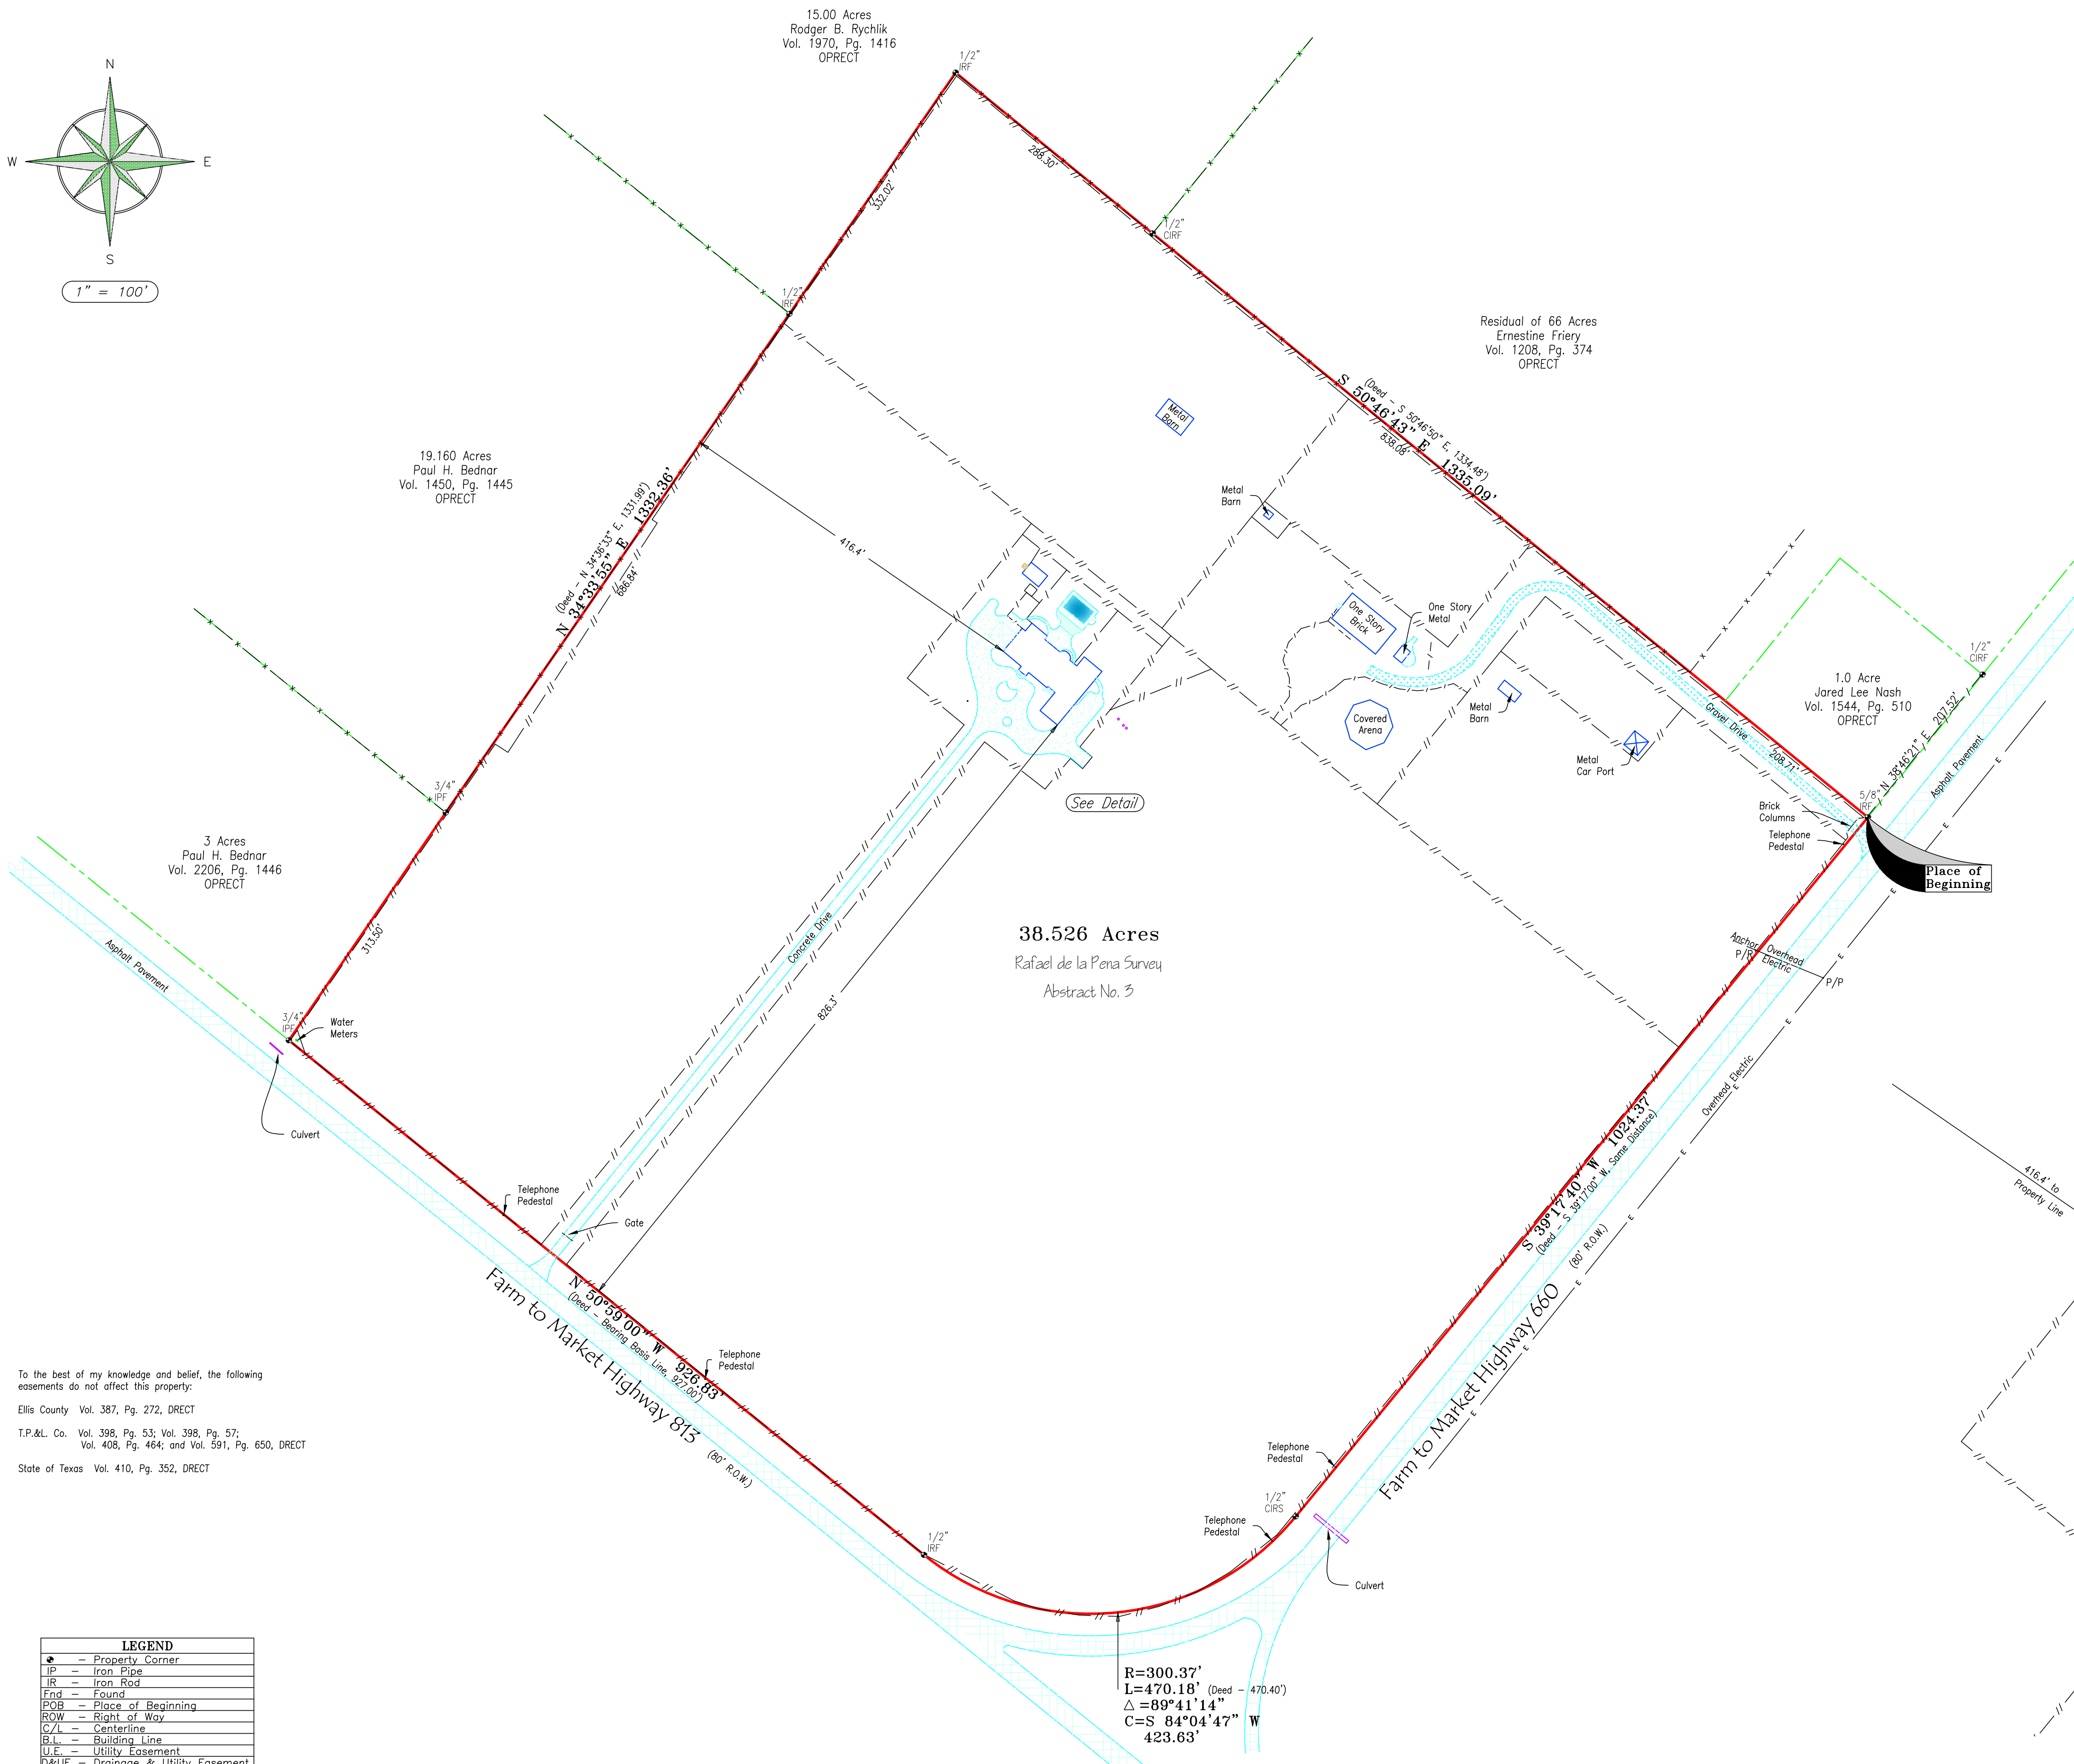 15.00 Acres
Rodger B. Rychlik
Vol. 1970, Pg. 1416
OPRECT
N
W
E
S
1" = 100'
1/2"
IRF
288.30'
332.02'
1/2"
CIRF
1/2"
IRF
Residual of 66 Acres
Ernestine Friery
Vol. 1208, Pg. 374
OPRECT
(Deed - S 50°46'50" E, 1334.48')
S 50°46'43" E 1335.09'
838.08'
Metal
Barn
19.160 Acres
Paul H. Bednar
Vol. 1450, Pg. 1445
OPRECT
(Deed - N 34°36'33" E, 1331.99')
N 34°33'55" E 1332.36'
686.84'
416.4'
Metal
Barn
One Story
Brick
One Story
Metal
Metal
Barn
Covered
Arena
Metal
Car Port
Gravel Drive
208.71'
1/2"
CIRF
1.0 Acre
Jared Lee Nash
Vol. 1544, Pg. 510
OPRECT
N 38°46'21" E 207.52'
Asphalt Pavement
E
E
5/8"
IRF
Brick
Columns
Telephone
Pedestal
Place of
Beginning
E
See Detail
3/4"
IPF
3 Acres
Paul H. Bednar
Vol. 2206, Pg. 1446
OPRECT
313.50'
Asphalt Pavement
Concrete Drive
826.3'
38.526 Acres
Rafael de la Pena Survey
Abstract No. 3
Anchor
Overhead
Electric
P/P
P/P
E
E
3/4"
IPF
Water
Meters
Culvert
Overhead Electric
E
E
416.4' to
Property Line
Telephone
Pedestal
Gate
S 39°17'40" W 1024.37'
(Deed - S 39°17'00" W, Same Distance)
E
E
E
E
N 50°59'00" W 926.83'
(Deed - Bearing Basis Line, 927.00')
Farm to Market Highway 813 (80' R.O.W.)
Telephone
Pedestal
Farm to Market Highway 660 (80' R.O.W.)
To the best of my knowledge and belief, the following
easements do not affect this property:
Ellis County Vol. 387, Pg. 272, DRECT
T.P.&L. Co. Vol. 398, Pg. 53; Vol. 398, Pg. 57;
Vol. 408, Pg. 464; and Vol. 591, Pg. 650, DRECT
State of Texas Vol. 410, Pg. 352, DRECT
Telephone
Pedestal
1/2"
CIRS
Telephone
Pedestal
1/2"
IRF
Culvert
R=300.37'
L=470.18' (Deed - 470.40')
△=89°41'14"
C=S 84°04'47" W
423.63'
LEGEND
- Property Corner
IP - Iron Pipe
IR - Iron Rod
Fnd - Found
POB - Place of Beginning
ROW - Right of Way
C/L - Centerline
B.L. - Building Line
U.E. - Utility Easement
D&UE - Drainage & Utility Easement